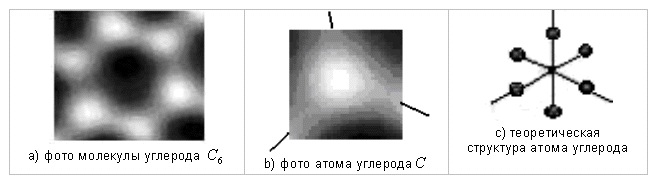 а) фото молекулы углерода C₆
b) фото атома углерода C
c) теоретическая
структура атома углерода